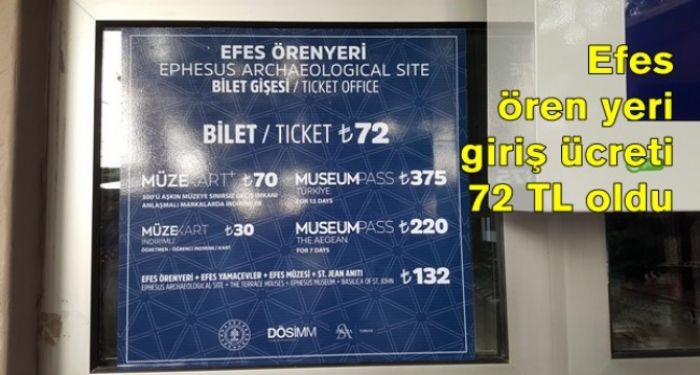 EFES ÖRENYERİ
EPHESUS ARCHAEOLOGICAL SITE
BİLET GİŞESİ / TICKET OFFICE
BİLET / TICKET ₺72
MÜZEKART+ ₺70
300'Ü AŞKIN MÜZEYE SINIRSIZ GEÇİŞ İMKANI
ANLAŞMALI MARKALARDA İNDİRİMLER
MUSEUMPASS ₺375
TÜRKİYE
FOR 15 DAYS
MÜZEKART ₺30
İNDİRİMLİ
ÖĞRETMEN - ÖĞRENCİ İNDİRİMLİ KART
MUSEUMPASS ₺220
THE AEGEAN
FOR 7 DAYS
EFES ÖRENYERİ + EFES YAMAÇEVLER + EFES MÜZESİ + ST. JEAN ANITI ₺132
EPHESUS ARCHAEOLOGICAL SITE + THE TERRACE HOUSES + EPHESUS MUSEUM + BASILICA OF ST. JOHN
DÖSİMM
Efes
ören yeri
giriş ücreti
72 TL oldu